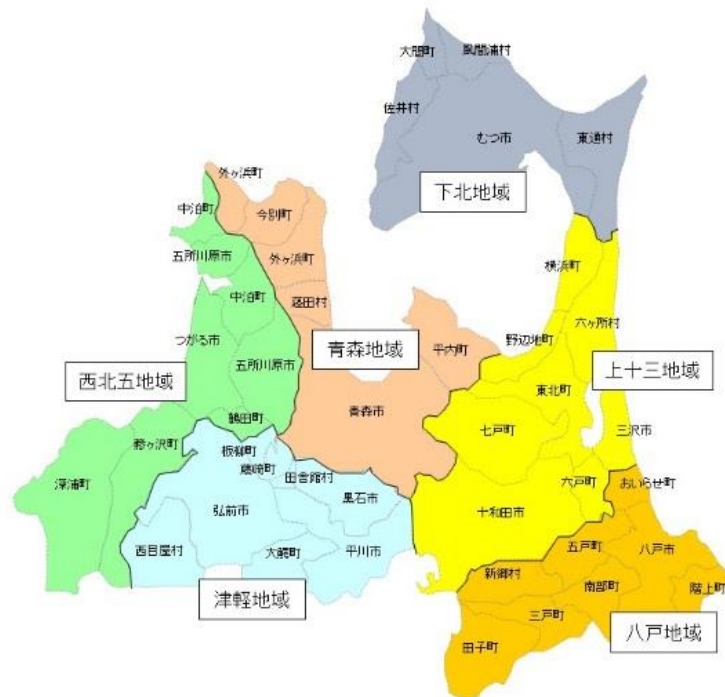 大間町
風間浦村
佐井村
むつ市
東通村
下北地域
外ヶ浜町
中泊町
今別町
五所川原市
外ヶ浜町
横浜町
中泊町
蓬田村
六ヶ所村
つがる市
野辺地町
平内町
青森地域
五所川原市
上十三地域
西北五地域
東北町
青森市
鶴田町
七戸町
三沢市
鰺ヶ沢町
板柳町
藤崎町
田舎館村
六戸町
おいらせ町
深浦町
黒石市
弘前市
十和田市
西目屋村
大鰐町
平川市
五戸町
八戸市
新郷村
南部町
階上町
津軽地域
三戸町
八戸地域
田子町